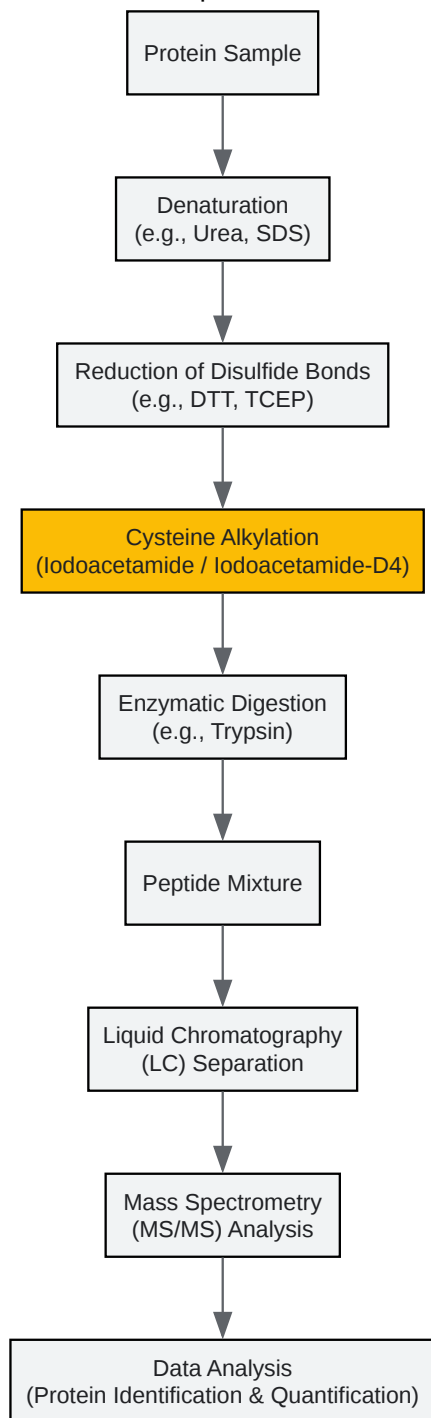 Protein Sample
Denaturation
(e.g., Urea, SDS)
Reduction of Disulfide Bonds
(e.g., DTT, TCEP)
Cysteine Alkylation
(Iodoacetamide / Iodoacetamide-D4)
Enzymatic Digestion
(e.g., Trypsin)
Peptide Mixture
Liquid Chromatography
(LC) Separation
Mass Spectrometry
(MS/MS) Analysis
Data Analysis
(Protein Identification & Quantification)